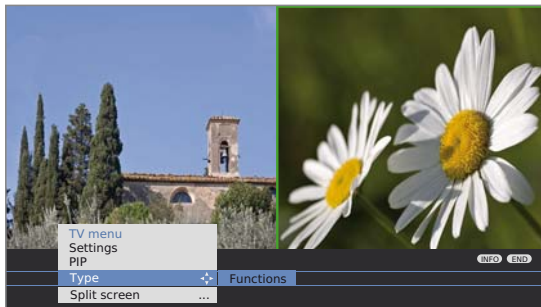 INFO END
TV menu
Settings
PIP
Type Functions
Split screen ...